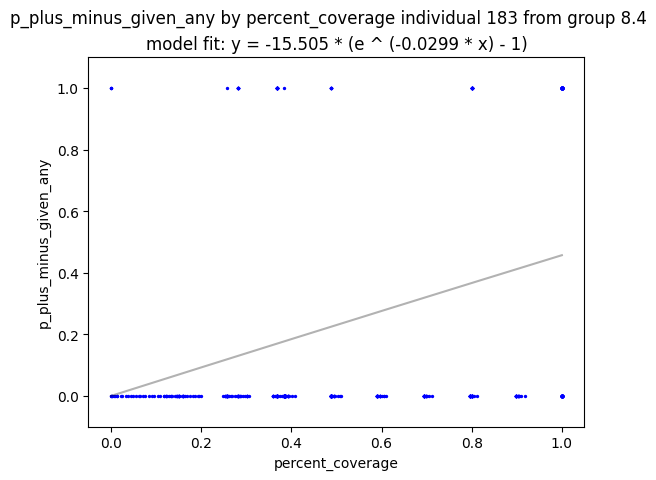 p_plus_minus_given_any by percent_coverage individual 183 from group 8.4
model fit: y = -15.505 * (e ^ (-0.0299 * x) - 1)
1.0
0.8
0.6
0.4
0.2
0.0
p_plus_minus_given_any
0.0 0.2 0.4 0.6 0.8 1.0
percent_coverage